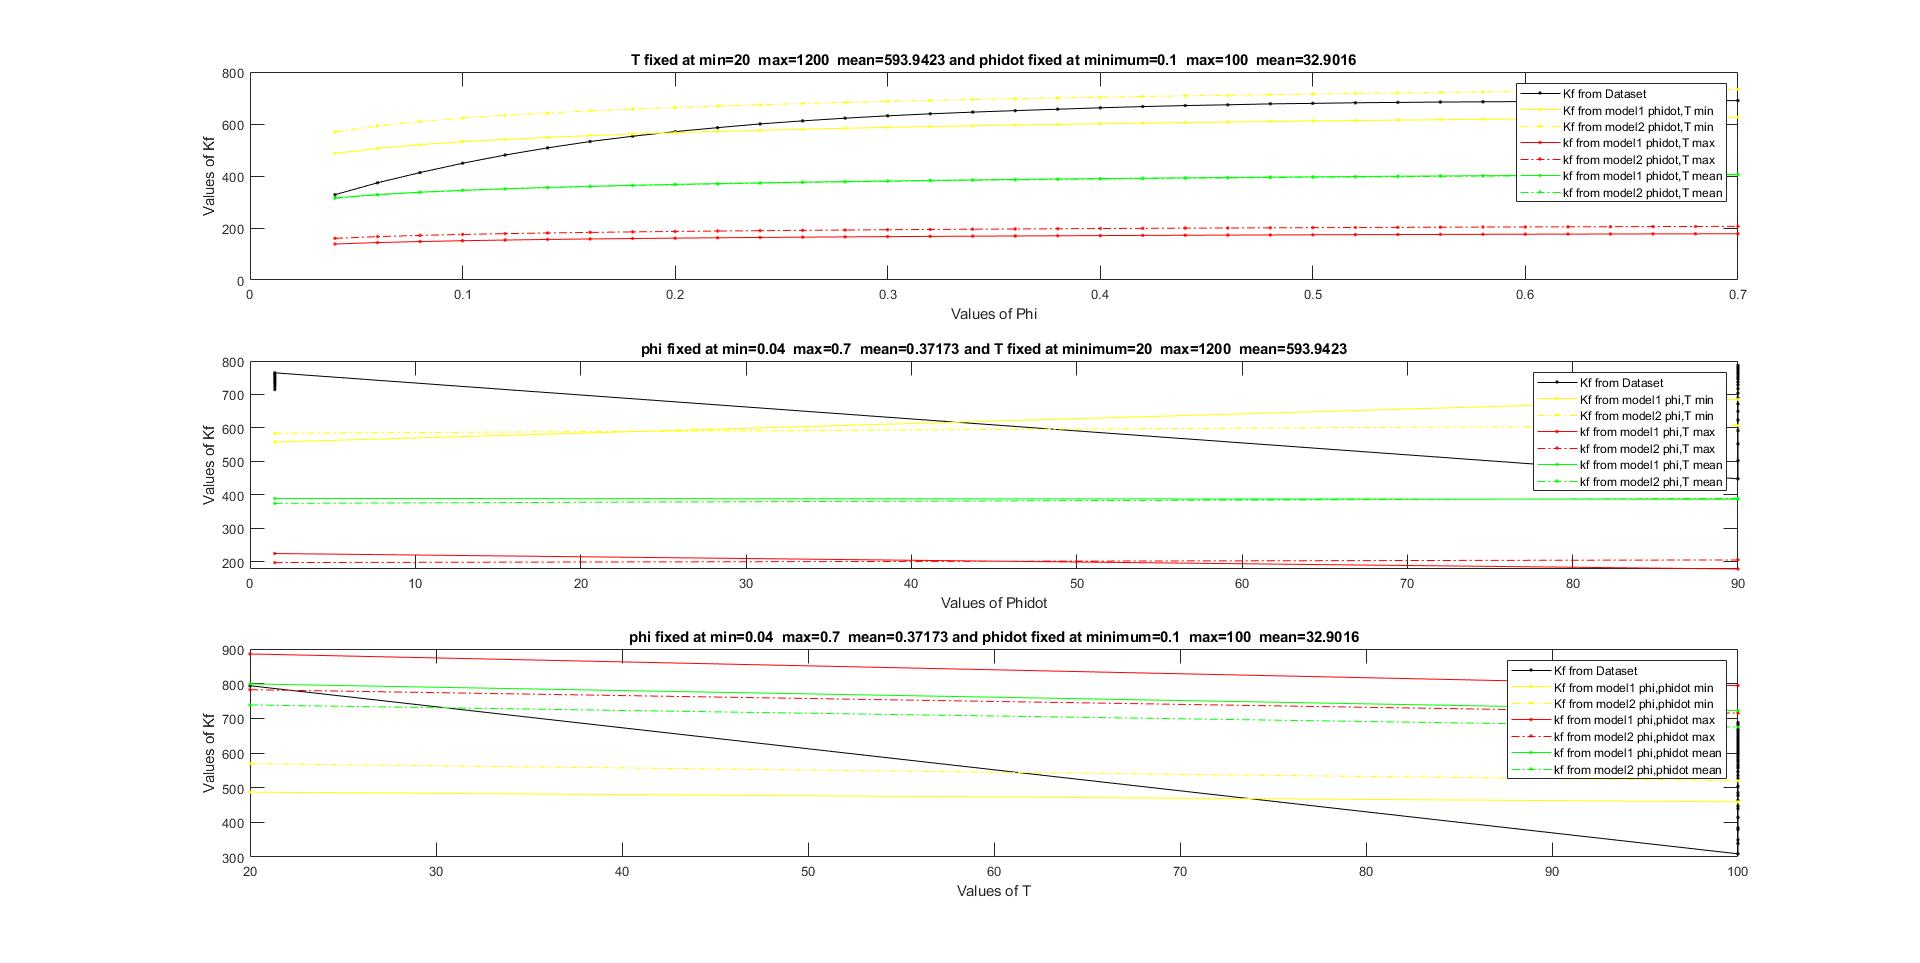 T fixed at min=20  max=1200  mean=593.9423 and phidot fixed at minimum=0.1  max=100  mean=32.9016
800
600
400
200
0
Values of Kf
Kf from Dataset
Kf from model1 phidot,T min
Kf from model2 phidot,T min
kf from model1 phidot,T max
kf from model2 phidot,T max
kf from model1 phidot,T mean
kf from model2 phidot,T mean
0 0.1 0.2 0.3 0.4 0.5 0.6 0.7
Values of Phi
phi fixed at min=0.04  max=0.7  mean=0.37173 and T fixed at minimum=20  max=1200  mean=593.9423
800
700
600
500
400
300
200
Values of Kf
Kf from Dataset
Kf from model1 phi,T min
Kf from model2 phi,T min
kf from model1 phi,T max
kf from model2 phi,T max
kf from model1 phi,T mean
kf from model2 phi,T mean
0 10 20 30 40 50 60 70 80 90
Values of Phidot
phi fixed at min=0.04  max=0.7  mean=0.37173 and phidot fixed at minimum=0.1  max=100  mean=32.9016
900
800
700
600
500
400
300
Values of Kf
Kf from Dataset
Kf from model1 phi,phidot min
Kf from model2 phi,phidot min
kf from model1 phi,phidot max
kf from model2 phi,phidot max
kf from model1 phi,phidot mean
kf from model2 phi,phidot mean
20 30 40 50 60 70 80 90 100
Values of T